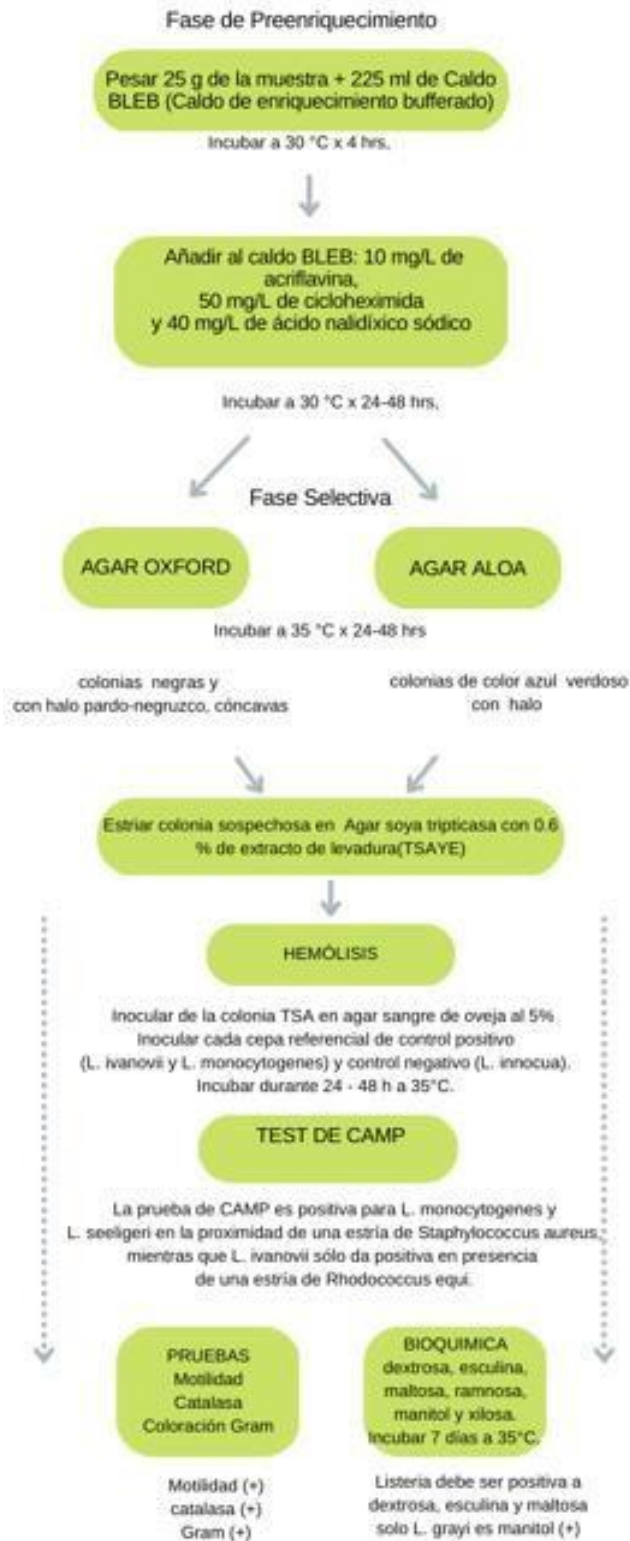 Fase de Preenriquecimiento
Pesar 25 g de la muestra + 225 ml de Caldo
BLEB (Caldo de enriquecimiento bufferado)
Incubar a 30 °C x 4 hrs,
Añadir al caldo BLEB: 10 mg/L de
acriflavina,
50 mg/L de cicloheximida
y 40 mg/L de ácido nalidíxico sódico
Incubar a 30 °C x 24-48 hrs,
Fase Selectiva
AGAR OXFORD
AGAR ALOA
Incubar a 35 °C x 24-48 hrs
colonias negras y
con halo pardo-negruzco, cóncavas
colonias de color azul verdoso
con halo
Estriar colonia sospechosa en Agar soya tripticasa con 0.6
% de extracto de levadura(TSAYE)
HEMÓLISIS
Inocular de la colonia TSA en agar sangre de oveja al 5%
Inocular cada cepa referencial de control positivo
(L. ivanovii y L. monocytogenes) y control negativo (L. innocua).
Incubar durante 24 - 48 h a 35°C.
TEST DE CAMP
La prueba de CAMP es positiva para L. monocytogenes y
L. seeligeri en la proximidad de una estría de Staphylococcus aureus,
mientras que L. ivanovii sólo da positiva en presencia
de una estría de Rhodococcus equi.
PRUEBAS
Motilidad
Catalasa
Coloración Gram
Motilidad (+)
catalasa (+)
Gram (+)
BIOQUIMICA
dextrosa, esculina,
maltosa, ramnosa,
manitol y xilosa.
Incubar 7 días a 35°C.
Listeria debe ser positiva a
dextrosa, esculina y maltosa
solo L. grayi es manitol (+)